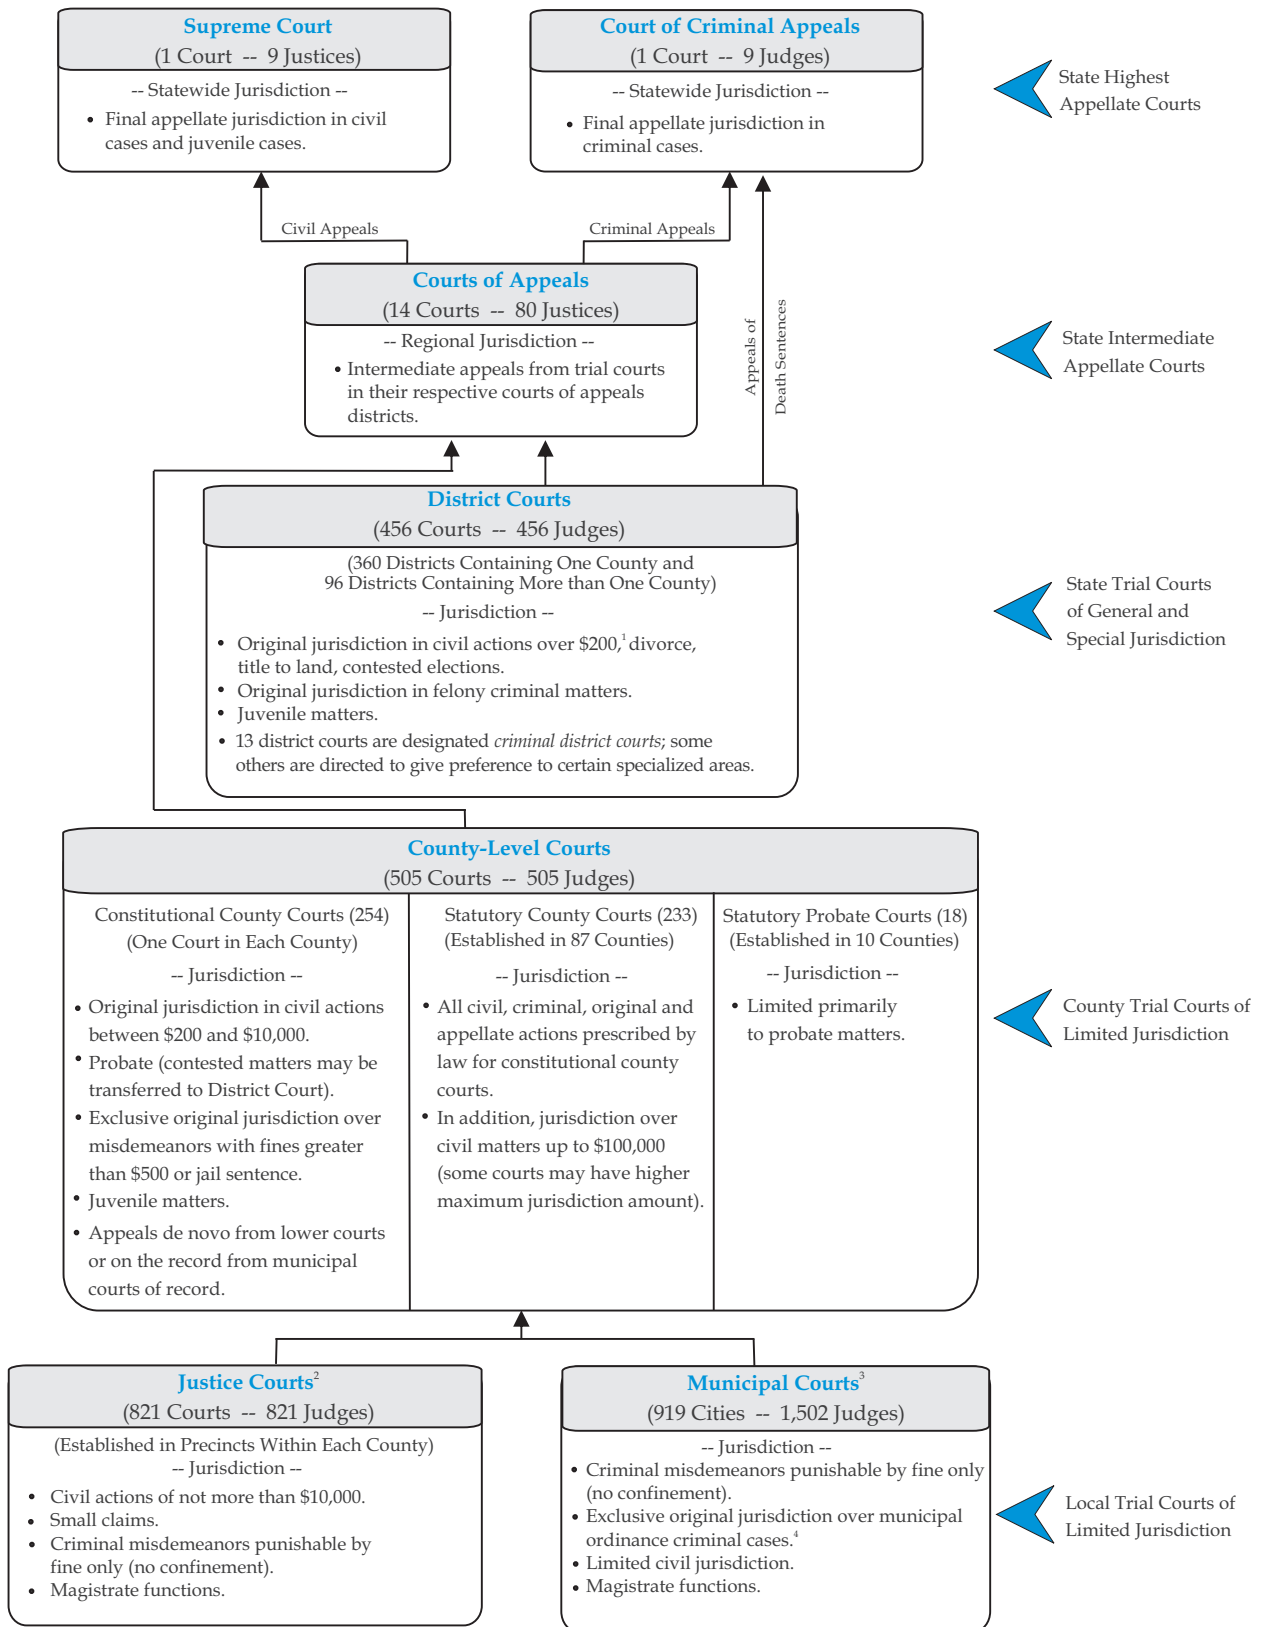 Supreme Court
(1 Court -- 9 Justices)
-- Statewide Jurisdiction --
• Final appellate jurisdiction in civil
cases and juvenile cases.
Court of Criminal Appeals
(1 Court -- 9 Judges)
-- Statewide Jurisdiction --
• Final appellate jurisdiction in
criminal cases.
State Highest
Appellate Courts
Civil Appeals
Criminal Appeals
Appeals of
Death Sentences
Courts of Appeals
(14 Courts -- 80 Justices)
-- Regional Jurisdiction --
• Intermediate appeals from trial courts
in their respective courts of appeals
districts.
State Intermediate
Appellate Courts
District Courts
(456 Courts -- 456 Judges)
(360 Districts Containing One County and
96 Districts Containing More than One County)
-- Jurisdiction --
• Original jurisdiction in civil actions over $200,¹ divorce,
title to land, contested elections.
• Original jurisdiction in felony criminal matters.
• Juvenile matters.
• 13 district courts are designated criminal district courts; some
others are directed to give preference to certain specialized areas.
State Trial Courts
of General and
Special Jurisdiction
County-Level Courts
(505 Courts -- 505 Judges)
Constitutional County Courts (254)
(One Court in Each County)
-- Jurisdiction --
• Original jurisdiction in civil actions
between $200 and $10,000.
• Probate (contested matters may be
transferred to District Court).
• Exclusive original jurisdiction over
misdemeanors with fines greater
than $500 or jail sentence.
• Juvenile matters.
• Appeals de novo from lower courts
or on the record from municipal
courts of record.
Statutory County Courts (233)
(Established in 87 Counties)
-- Jurisdiction --
• All civil, criminal, original and
appellate actions prescribed by
law for constitutional county
courts.
• In addition, jurisdiction over
civil matters up to $100,000
(some courts may have higher
maximum jurisdiction amount).
Statutory Probate Courts (18)
(Established in 10 Counties)
-- Jurisdiction --
• Limited primarily
to probate matters.
County Trial Courts of
Limited Jurisdiction
Justice Courts²
(821 Courts -- 821 Judges)
(Established in Precincts Within Each County)
-- Jurisdiction --
• Civil actions of not more than $10,000.
• Small claims.
• Criminal misdemeanors punishable by
fine only (no confinement).
• Magistrate functions.
Municipal Courts³
(919 Cities -- 1,502 Judges)
-- Jurisdiction --
• Criminal misdemeanors punishable by fine only
(no confinement).
• Exclusive original jurisdiction over municipal
ordinance criminal cases.⁴
• Limited civil jurisdiction.
• Magistrate functions.
Local Trial Courts of
Limited Jurisdiction